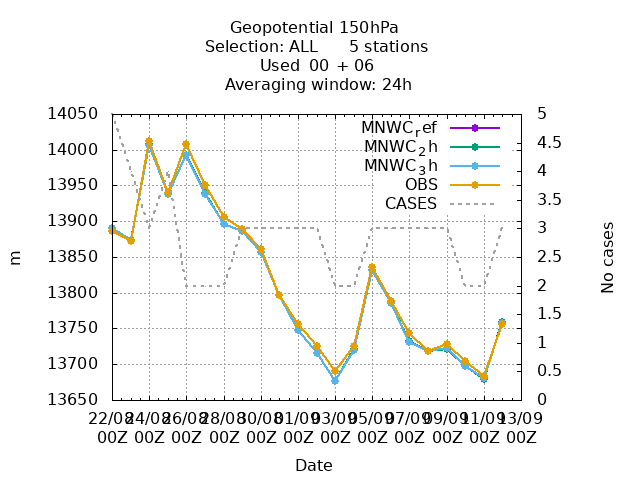 Geopotential 150hPa
Selection: ALL 5 stations
Used 00 + 06
Averaging window: 24h
14050
14000
13950
13900
13850
13800
13750
13700
13650
m
5
4.5
4
3.5
3
2.5
2
1.5
1
0.5
0
No cases
MNWC_ref
MNWC_2h
MNWC_3h
OBS
CASES
22/08 24/08 26/08 28/08 30/08 01/09 03/09 05/09 07/09 09/09 11/09 13/09
00Z 00Z 00Z 00Z 00Z 00Z 00Z 00Z 00Z 00Z 00Z 00Z
Date